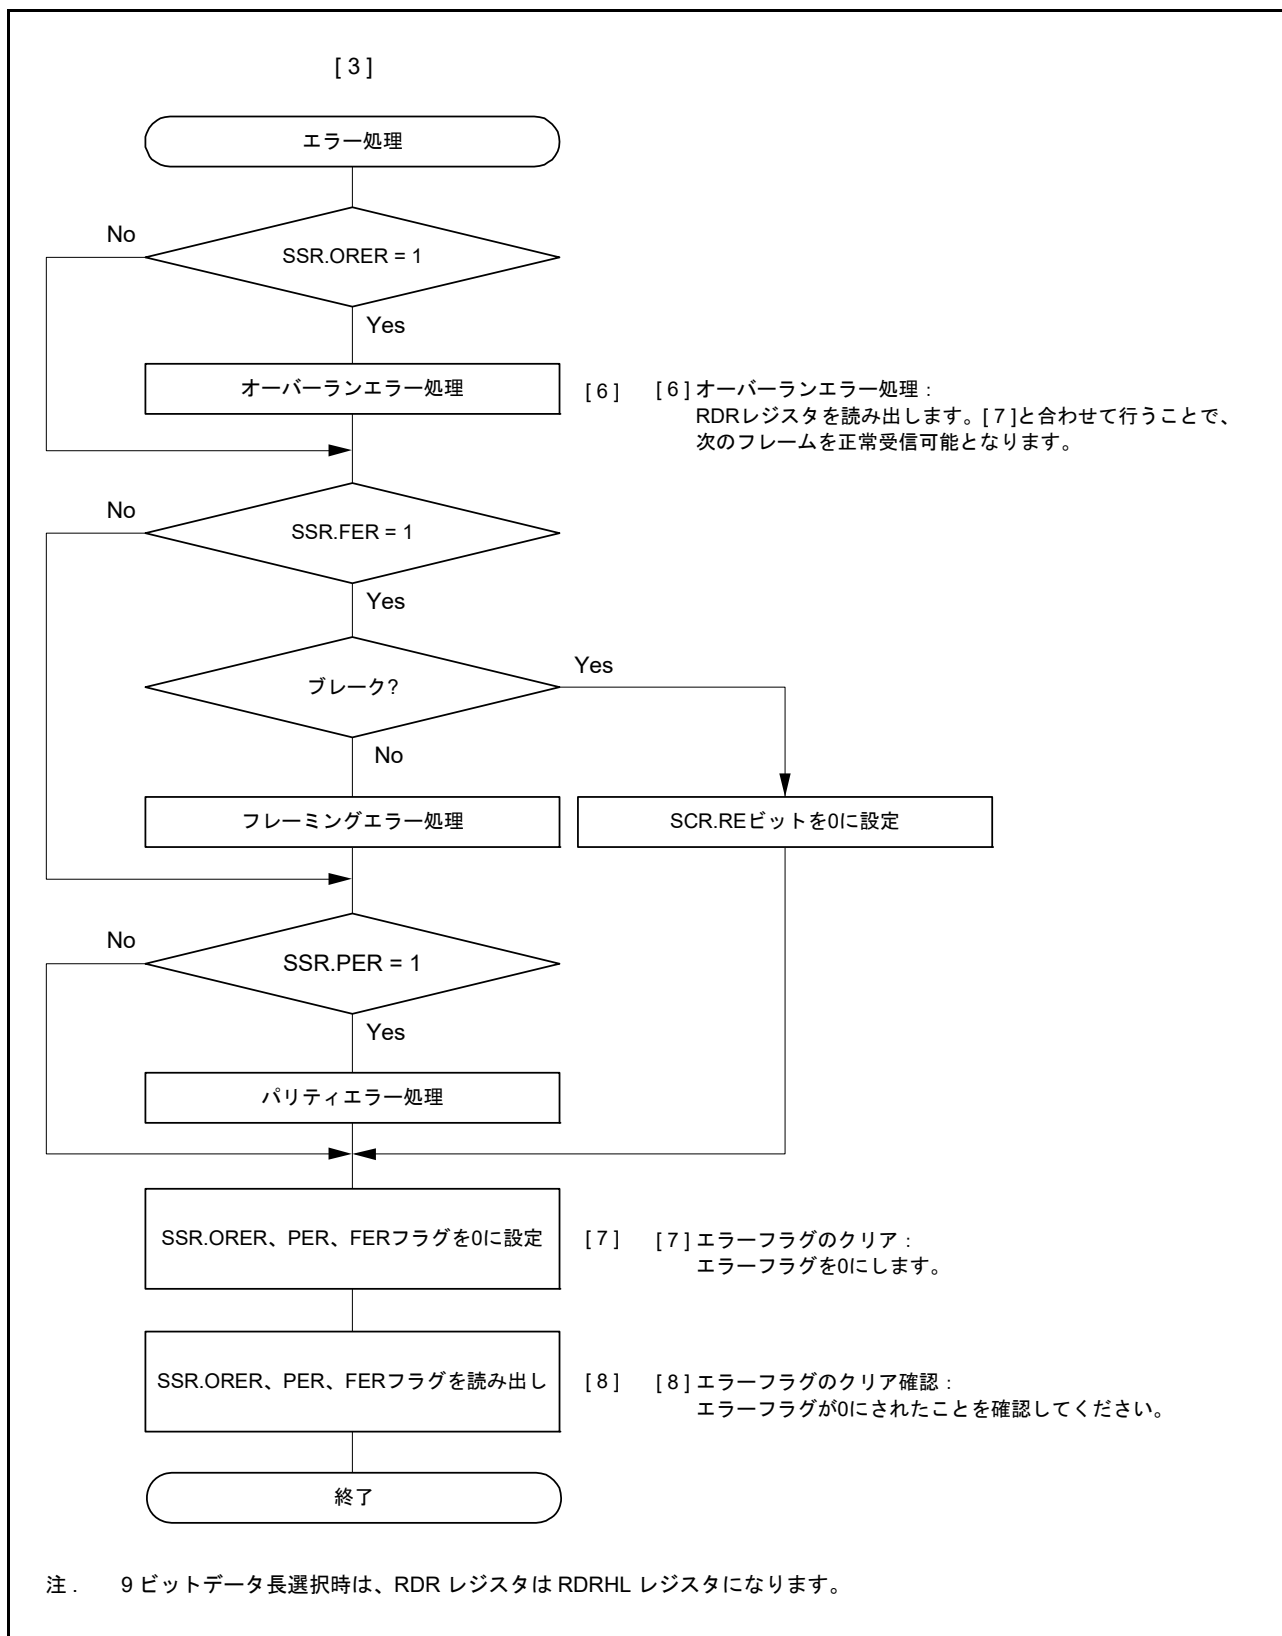 [ 3 ]
エラー処理
No
SSR.ORER = 1
Yes
オーバーランエラー処理
[ 6 ]
[ 6 ] オーバーランエラー処理 :
RDRレジスタを読み出します。[ 7 ]と合わせて行うことで、
次のフレームを正常受信可能となります。
No
SSR.FER = 1
Yes
ブレーク?
Yes
No
フレーミングエラー処理
SCR.REビットを0に設定
No
SSR.PER = 1
Yes
パリティエラー処理
SSR.ORER、PER、FERフラグを0に設定
[ 7 ]
[ 7 ] エラーフラグのクリア :
エラーフラグを0にします。
SSR.ORER、PER、FERフラグを読み出し
[ 8 ]
[ 8 ] エラーフラグのクリア確認 :
エラーフラグが0にされたことを確認してください。
終了
注 . 9 ビットデータ長選択時は、RDR レジスタは RDRHL レジスタになります。